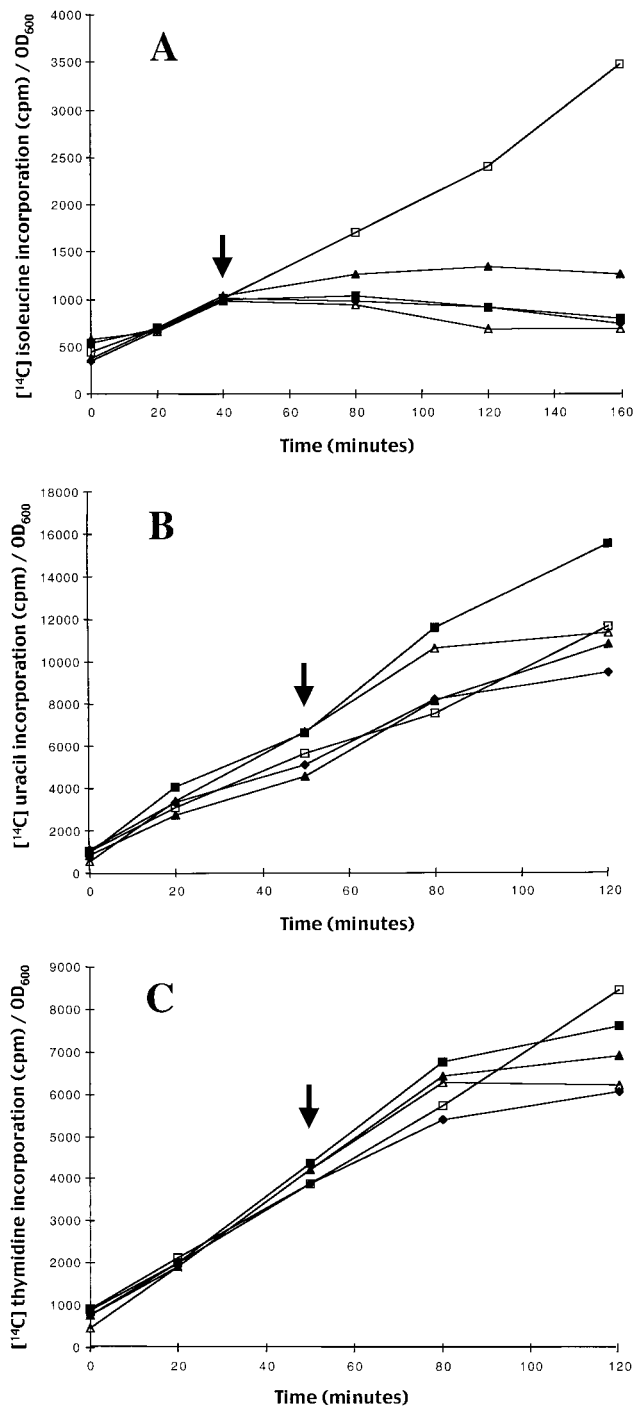 A
[¹⁴C] isoleucine incorporation (cpm) / OD₆₀₀
4000
3500
3000
2500
2000
1500
1000
500
0
0 20 40 60 80 100 120 140 160
Time (minutes)
B
[¹⁴C] uracil incorporation (cpm) / OD₆₀₀
18000
16000
14000
12000
10000
8000
6000
4000
2000
0
0 20 40 60 80 100 120
Time (minutes)
C
[¹⁴C] thymidine incorporation (cpm) / OD₆₀₀
9000
8000
7000
6000
5000
4000
3000
2000
1000
0
0 20 40 60 80 100 120
Time (minutes)